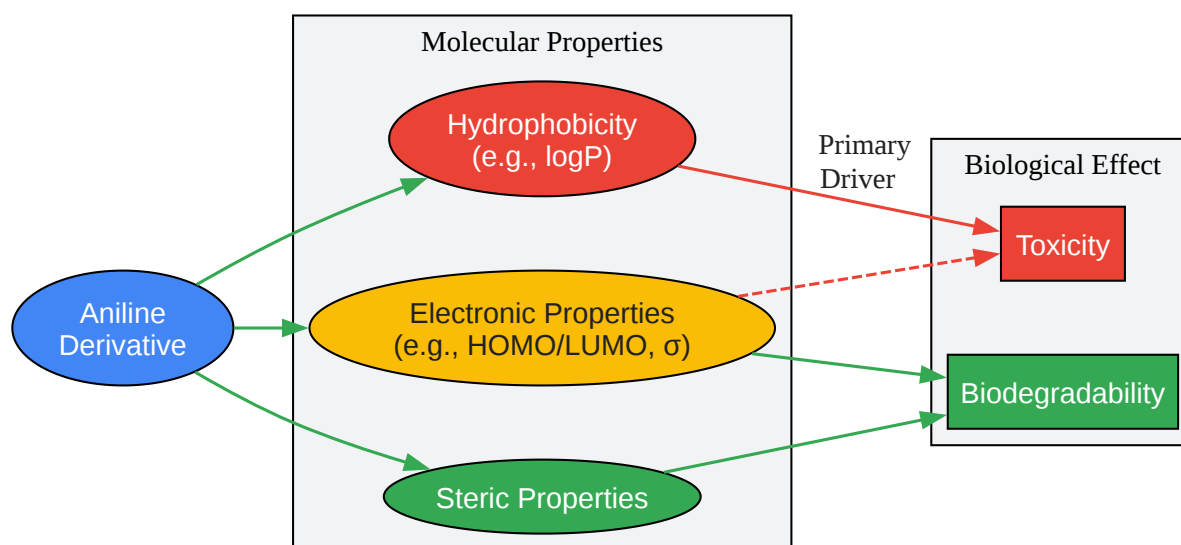 Molecular Properties
Hydrophobicity
(e.g., logP)
Primary
Driver
Biological Effect
Toxicity
Aniline
Derivative
Electronic Properties
(e.g., HOMO/LUMO, σ)
Biodegradability
Steric Properties